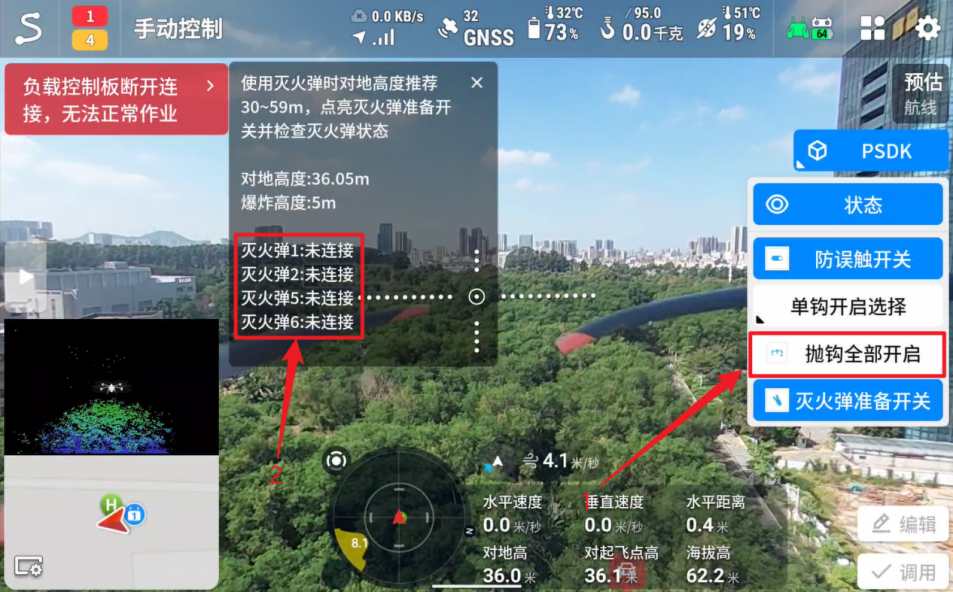 1
4
手动控制
0.0 KB/s
32
GNSS
32℃
73%
/95.0
0.0千克
51℃
19%
64
负载控制板断开连
接，无法正常作业
使用灭火弹时对地高度推荐
30~59m，点亮灭火弹准备开
关并检查灭火弹状态
对地高度:36.05m
爆炸高度:5m
灭火弹1:未连接
灭火弹2:未连接
灭火弹5:未连接
灭火弹6:未连接
预估
航线
PSDK
状态
防误触开关
单钩开启选择
抛钩全部开启
灭火弹准备开关
2
1
H
1
8.1
N
4.1米/秒
水平速度
0.0米/秒
垂直速度
0.0米/秒
水平距离
0.4米
对地高
36.0米
对起飞点高
36.1米
海拔高
62.2米
编辑
调用